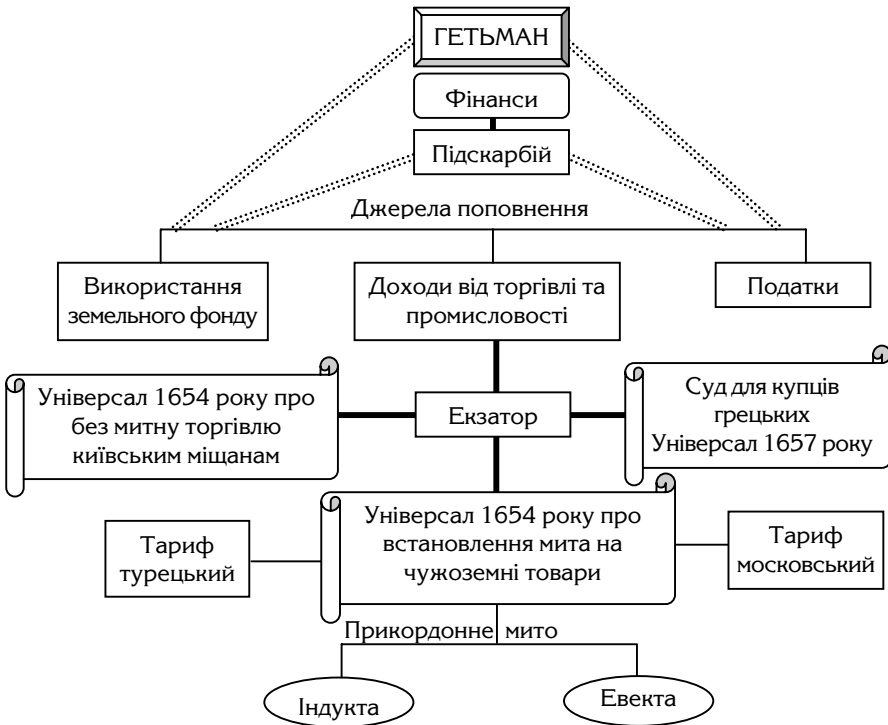 ГЕТЬМАН
Фінанси
Підскарбій
Джерела поповнення
Використання
земельного фонду
Доходи від торгівлі та
промисловості
Податки
Універсал 1654 року про
без митну торгівлю
київським міщанам
Екзатор
Суд для купців
грецьких
Універсал 1657 року
Тариф
турецький
Універсал 1654 року про
встановлення мита на
чужоземні товари
Тариф
московський
Прикордонне мито
Індукта
Евекта